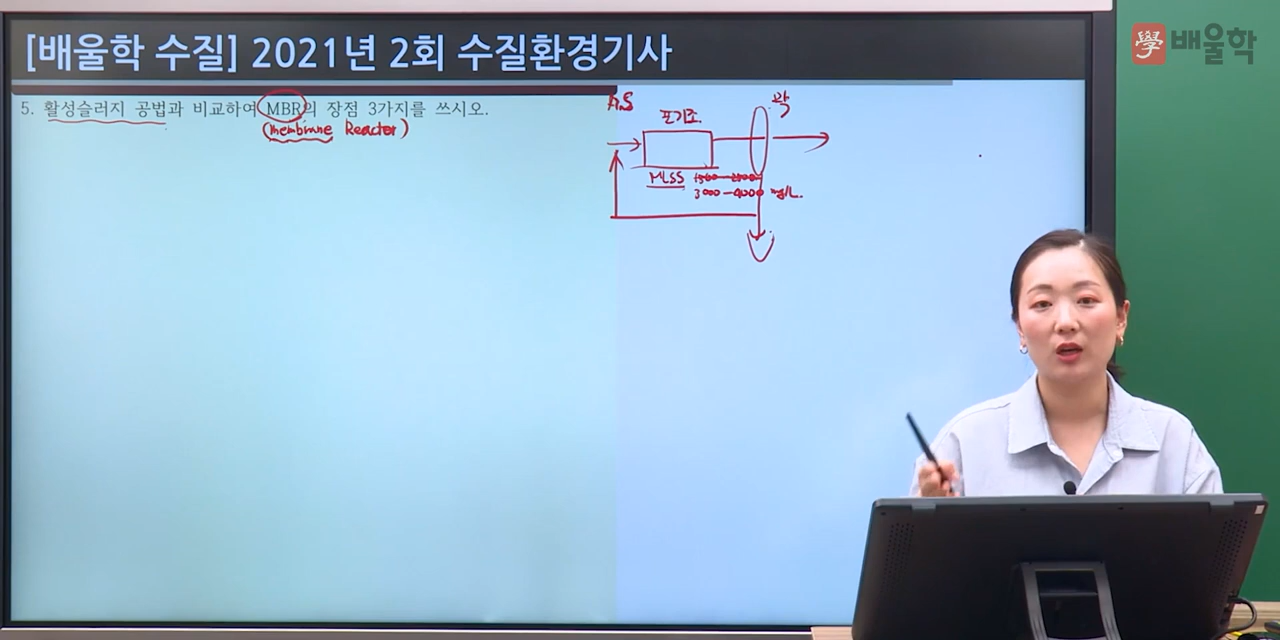 [배울학 수질] 2021년 2회 수질환경기사
學 배울학
5. 활성슬러지 공법과 비교하여 MBR의 장점 3가지를 쓰시오.
(membrane Reactor)
A.S
막
포기조
MLSS 1500-2500
3000-4000 mg/L.